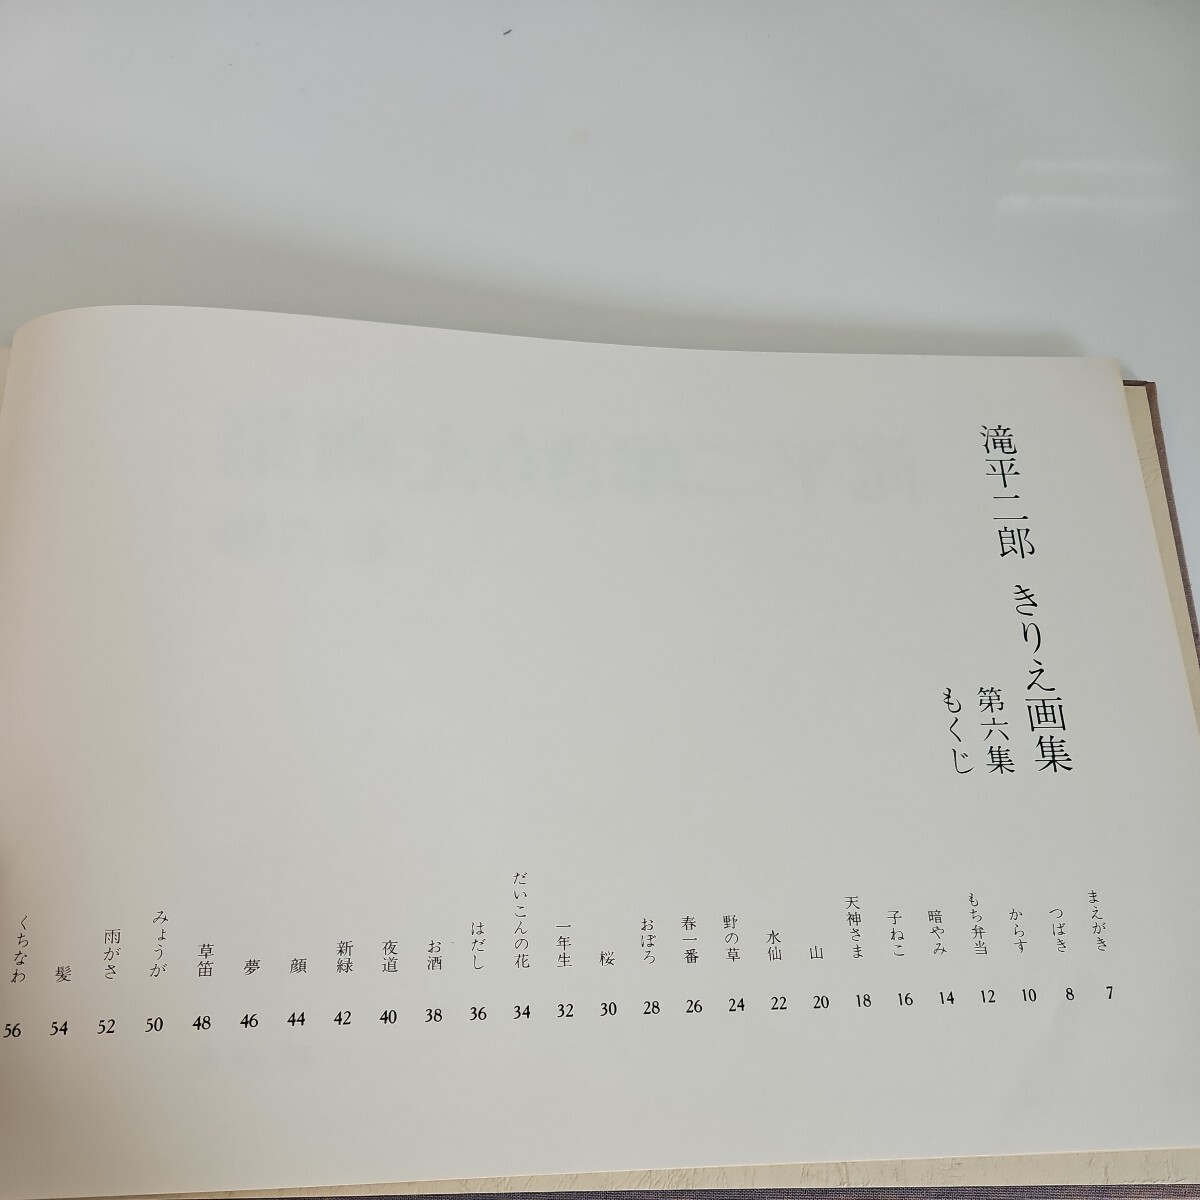 滝平二郎 きりえ画集
第六集
もくじ
まえがき 7
つばき 8
からす 10
もち弁当 12
暗やみ 14
子ねこ 16
天神さま 18
山 20
水仙 22
野の草 24
春一番 26
おぼろ 28
桜 30
一年生 32
だいこんの花 34
はだし 36
お酒 38
夜道 40
新緑 42
顔 44
夢 46
草笛 48
みょうが 50
雨がさ 52
髪 54
くちなわ 56